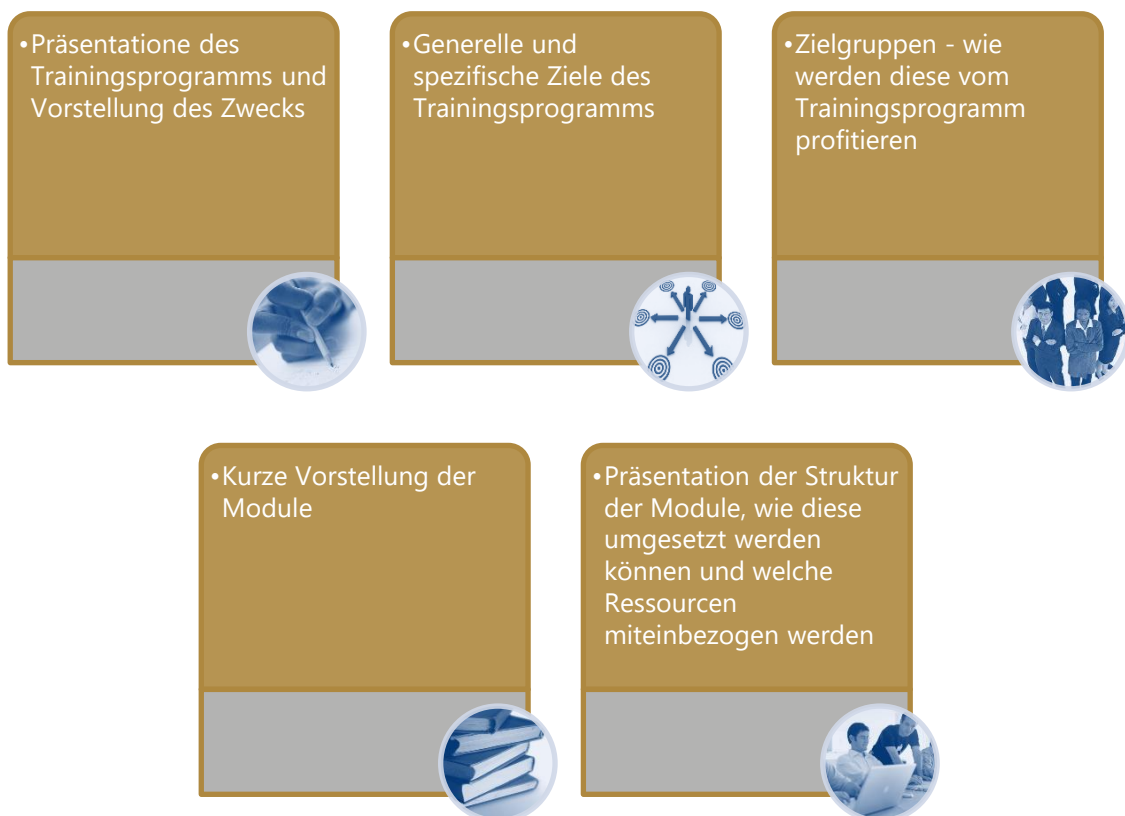 •Präsentatione des
Trainingsprogramms und
Vorstellung des Zwecks
•Generelle und
spezifische Ziele des
Trainingsprogramms
•Zielgruppen - wie
werden diese vom
Trainingsprogramm
profitieren
•Kurze Vorstellung der
Module
•Präsentation der Struktur
der Module, wie diese
umgesetzt werden
können und welche
Ressourcen
miteinbezogen werden